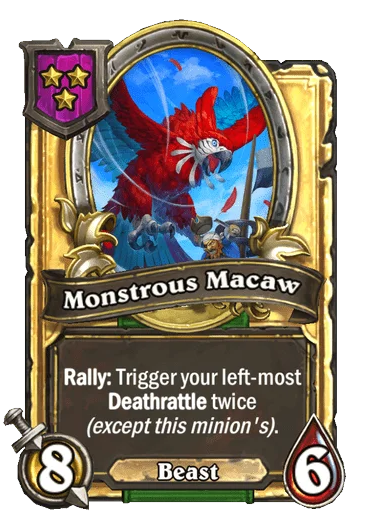 Monstrous Macaw
Rally: Trigger your left-most
Deathrattle twice
(except this minion's).
8
Beast
6